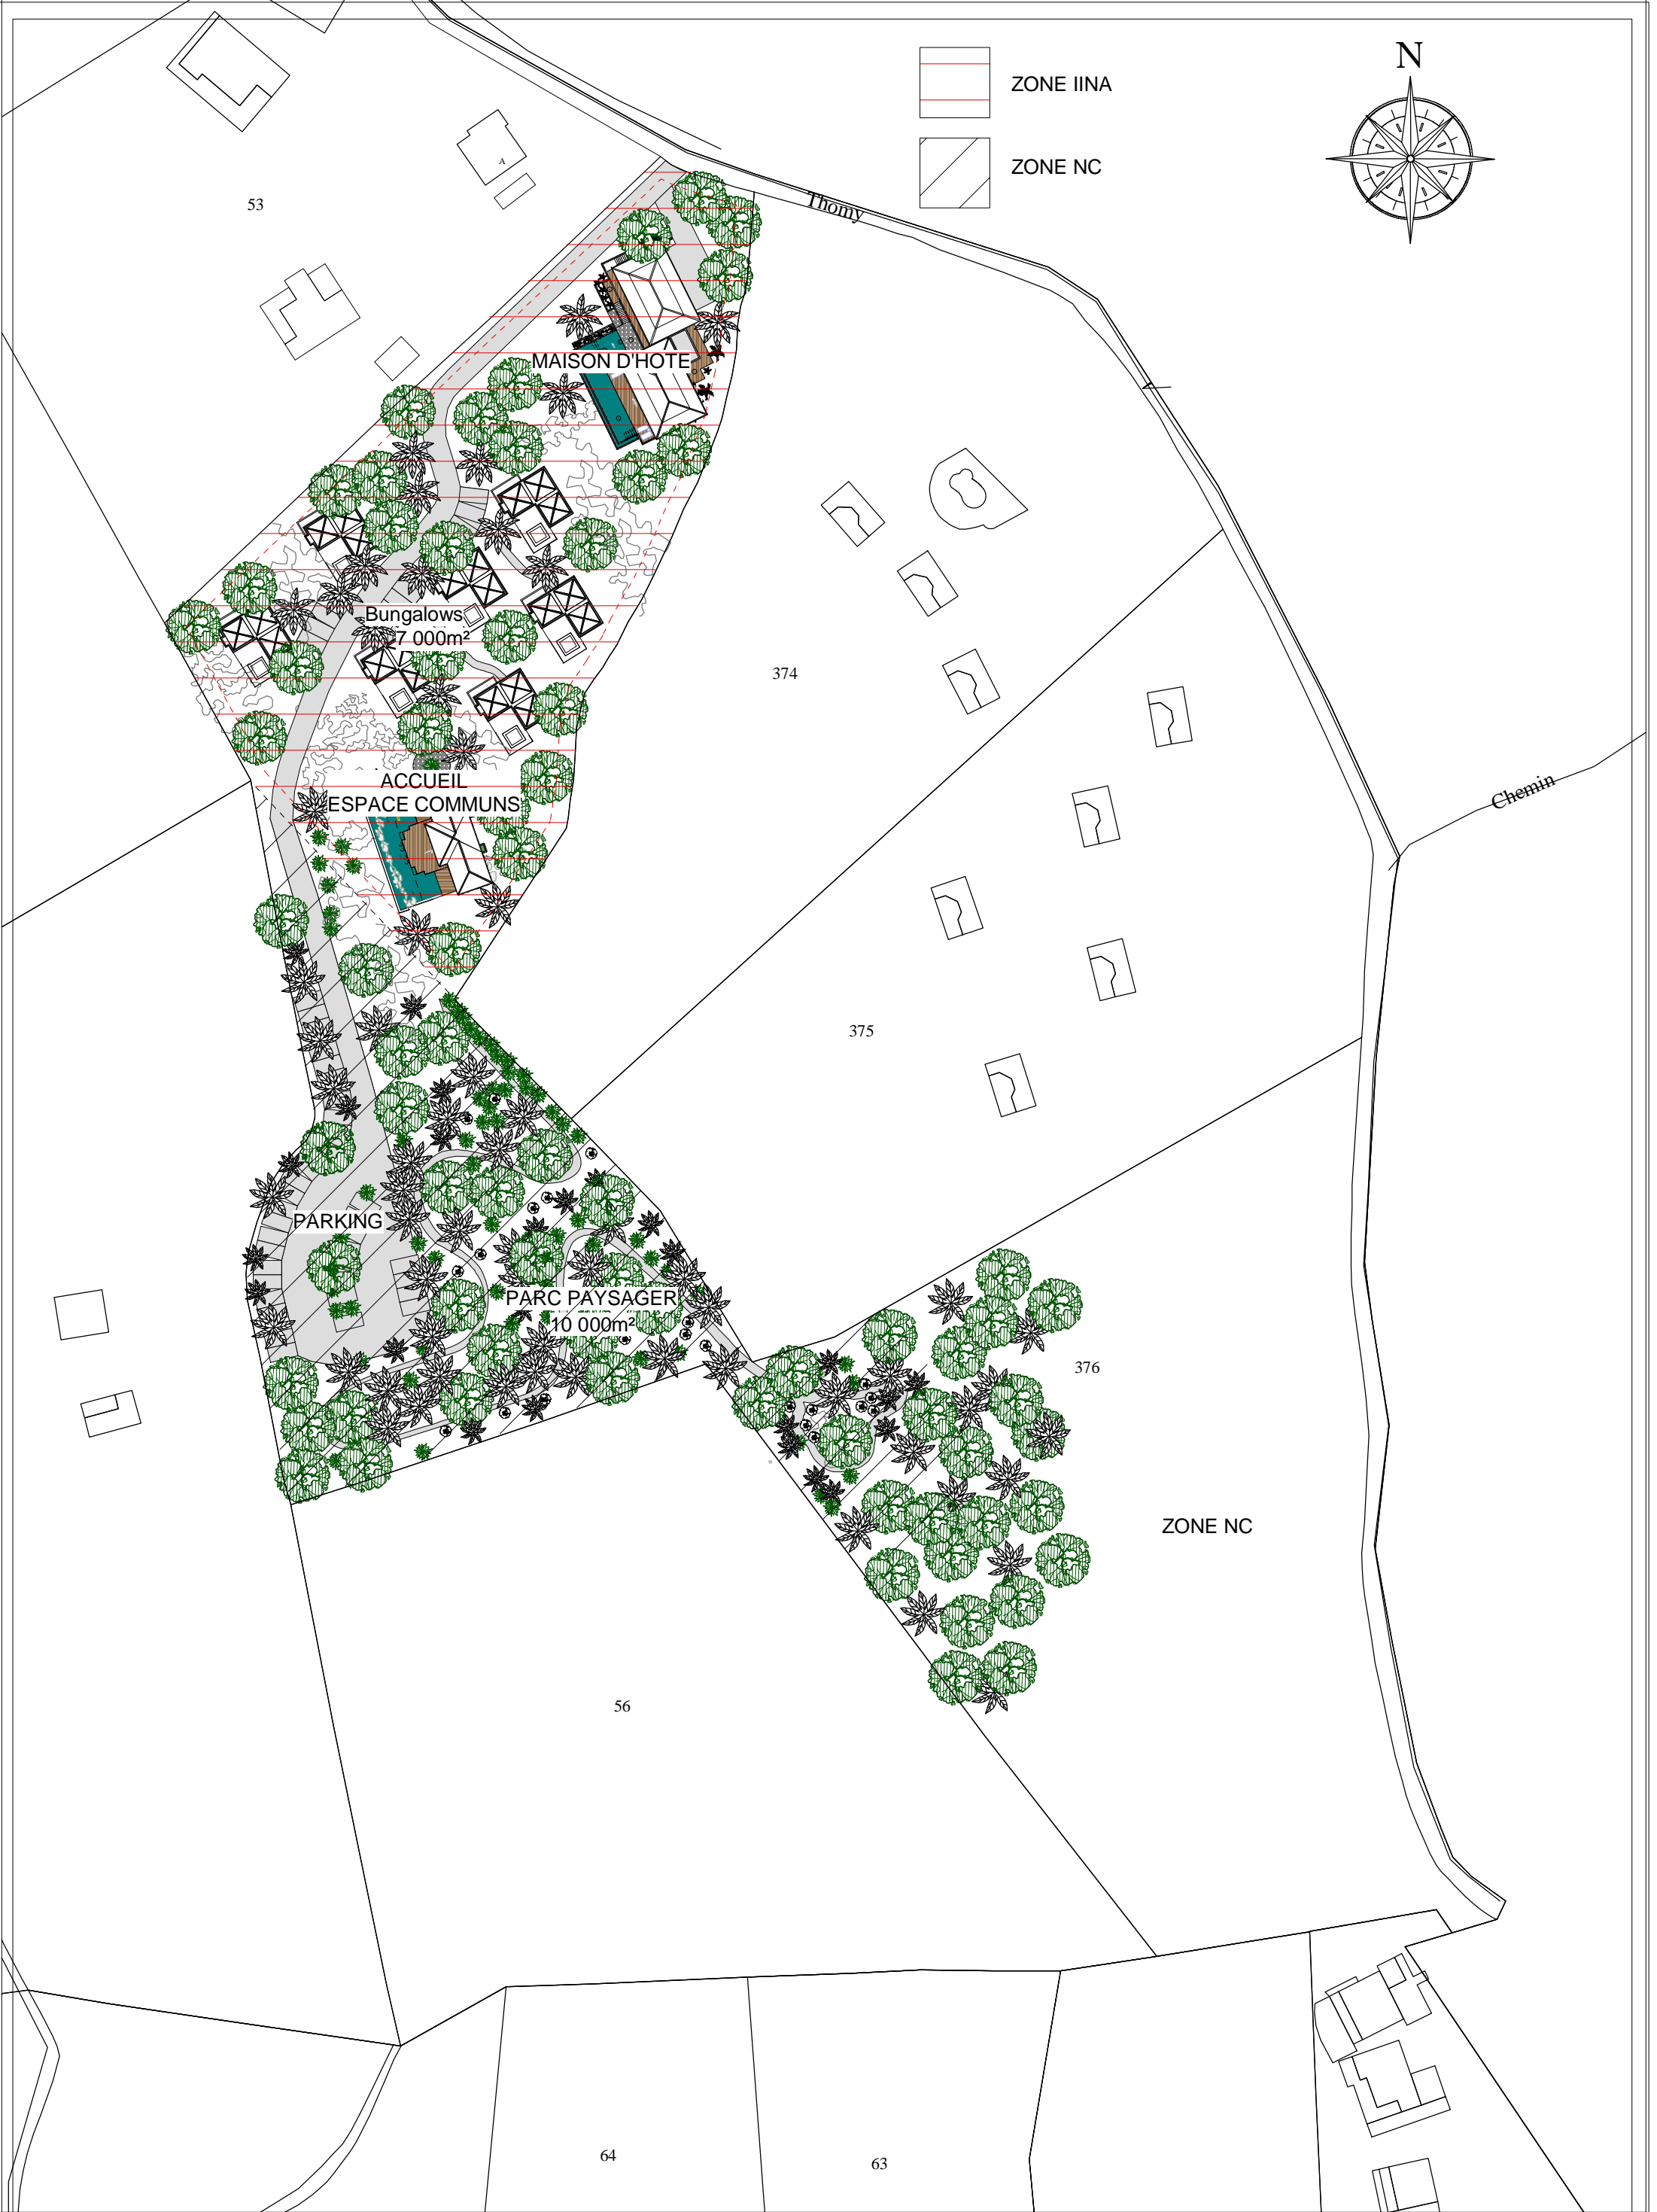 N
ZONE IINA
ZONE NC
A
53
Thomy
MAISON D'HOTE
Bungalows
7 000m²
374
ACCUEIL
ESPACE COMMUNS
Chemin
375
PARKING
PARC PAYSAGER
10 000m²
376
ZONE NC
56
64
63